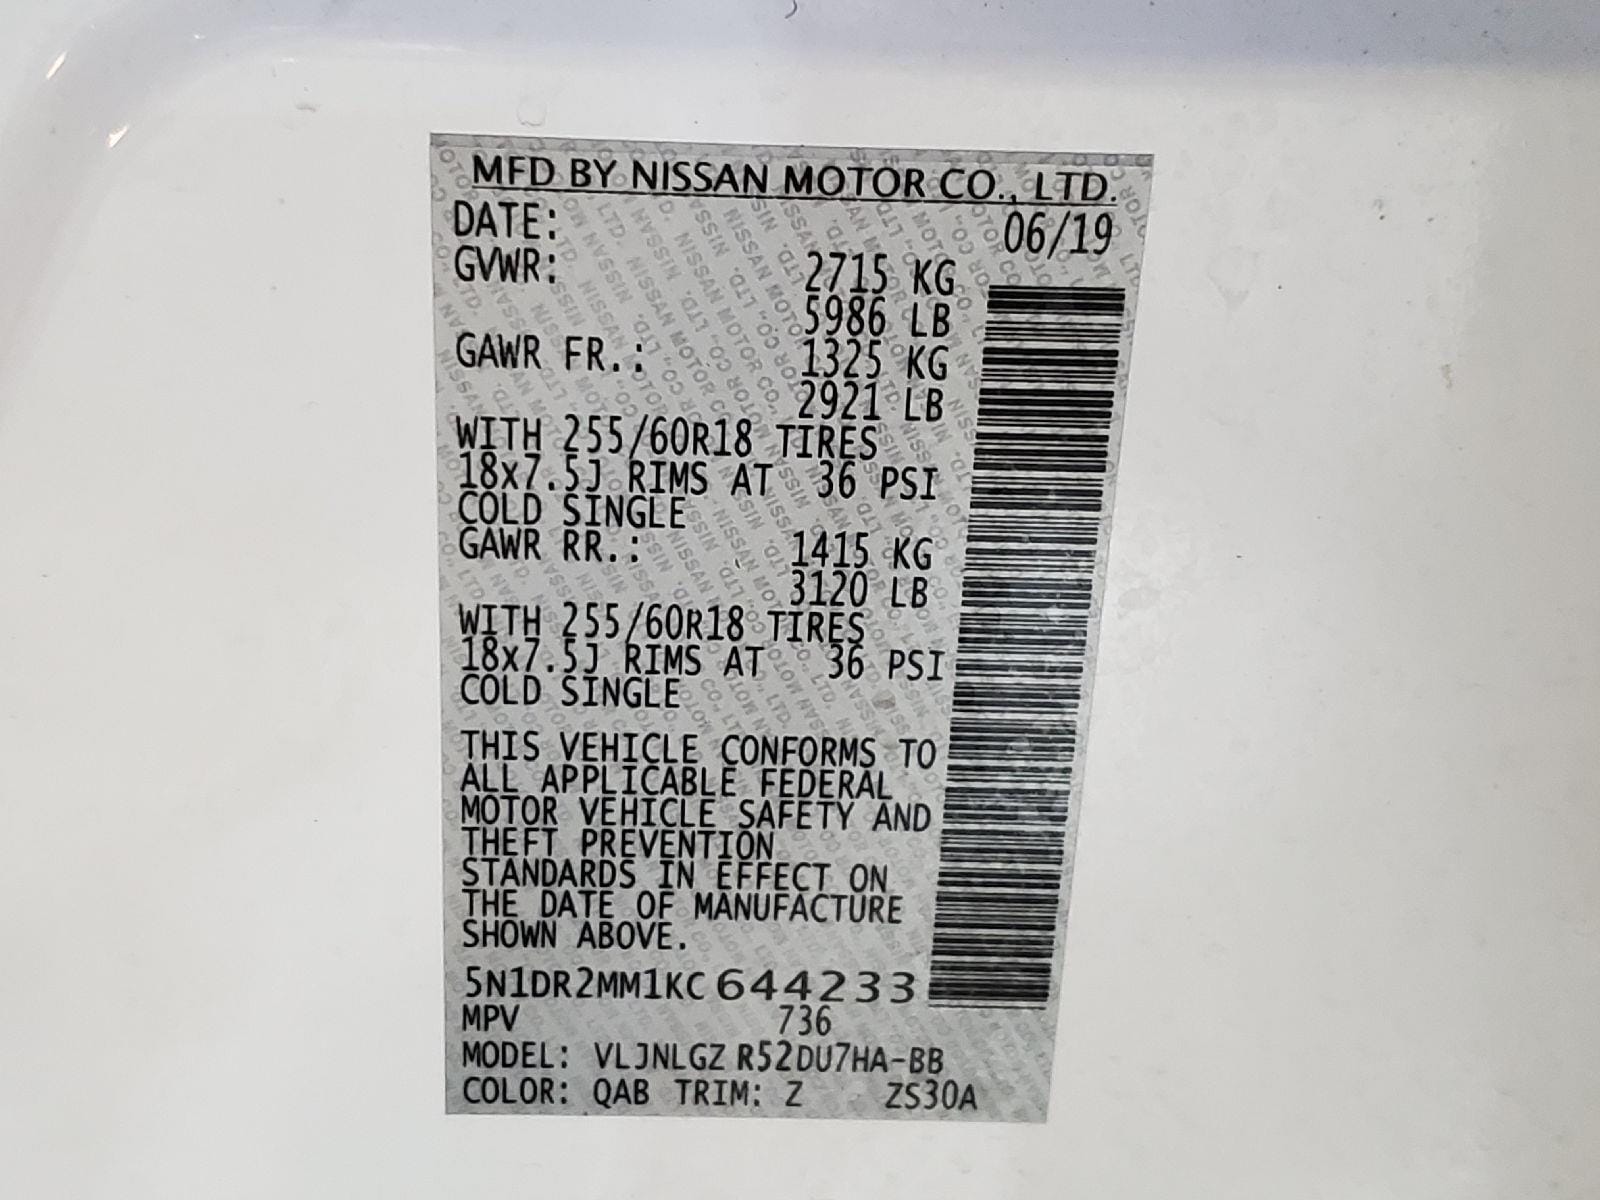 MFD BY NISSAN MOTOR CO., LTD.
DATE: 06/19
GVWR: 2715 KG
5986 LB
GAWR FR.: 1325 KG
2921 LB
WITH 255/60R18 TIRES
18x7.5J RIMS AT 36 PSI
COLD SINGLE
GAWR RR.: 1415 KG
3120 LB
WITH 255/60R18 TIRES
18x7.5J RIMS AT 36 PSI
COLD SINGLE
THIS VEHICLE CONFORMS TO
ALL APPLICABLE FEDERAL
MOTOR VEHICLE SAFETY AND
THEFT PREVENTION
STANDARDS IN EFFECT ON
THE DATE OF MANUFACTURE
SHOWN ABOVE.
5N1DR2MM1KC644233
MPV 736
MODEL: VLJNLGZ R52DU7HA-BB
COLOR: QAB TRIM: Z ZS30A